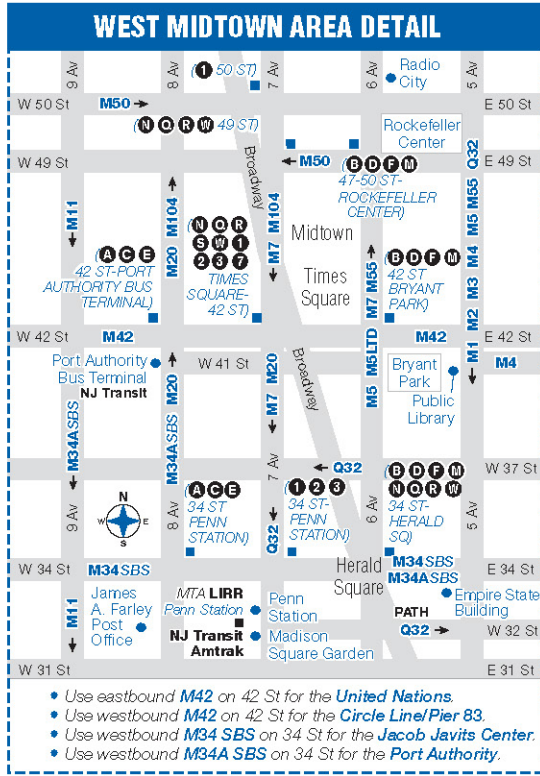 WEST MIDTOWN AREA DETAIL
9 Av
8 Av
(1 50 ST)
7 Av
6 Av
Radio
City
5 Av
W 50 St
M50
E 50 St
(N Q R W 49 ST)
Rockefeller
Center
W 49 St
Broadway
M50
(B D F M
47-50 ST-
ROCKEFELLER
CENTER)
E 49 St
M11
M20 M104
(N Q R
S W 1
2 3 7
TIMES
SQUARE-
42 ST)
M7 M104
Midtown
Times
Square
M7 M55
(B D F M
42 ST
BRYANT
PARK)
M1 M2 M3 M4 M5 M55 Q32
(A C E
42 ST-PORT
AUTHORITY BUS
TERMINAL)
W 42 St
M42
M42
E 42 St
Port Authority
Bus Terminal
NJ Transit
W 41 St
Broadway
M5 M5LTD
Bryant
Park
M4
Public
Library
M34ASBS
M34ASBS M20
M7 M20
9 Av
8 Av
7 Av
Q32
6 Av
5 Av
W 37 St
(A C E
34 ST
PENN
STATION)
Q32
(1 2 3
34 ST-
PENN
STATION)
(B D F M
N Q R W
34 ST-
HERALD
SQ)
N
W E
S
W 34 St
M34SBS
Herald
Square
M34SBS
M34ASBS
E 34 St
M11
James
A. Farley
Post
Office
MTA LIRR
Penn Station
NJ Transit
Amtrak
Penn
Station
Madison
Square Garden
PATH
Empire State
Building
Q32
W 32 St
W 31 St
E 31 St
• Use eastbound M42 on 42 St for the United Nations.
• Use westbound M42 on 42 St for the Circle Line/Pier 83.
• Use westbound M34 SBS on 34 St for the Jacob Javits Center.
• Use westbound M34A SBS on 34 St for the Port Authority.